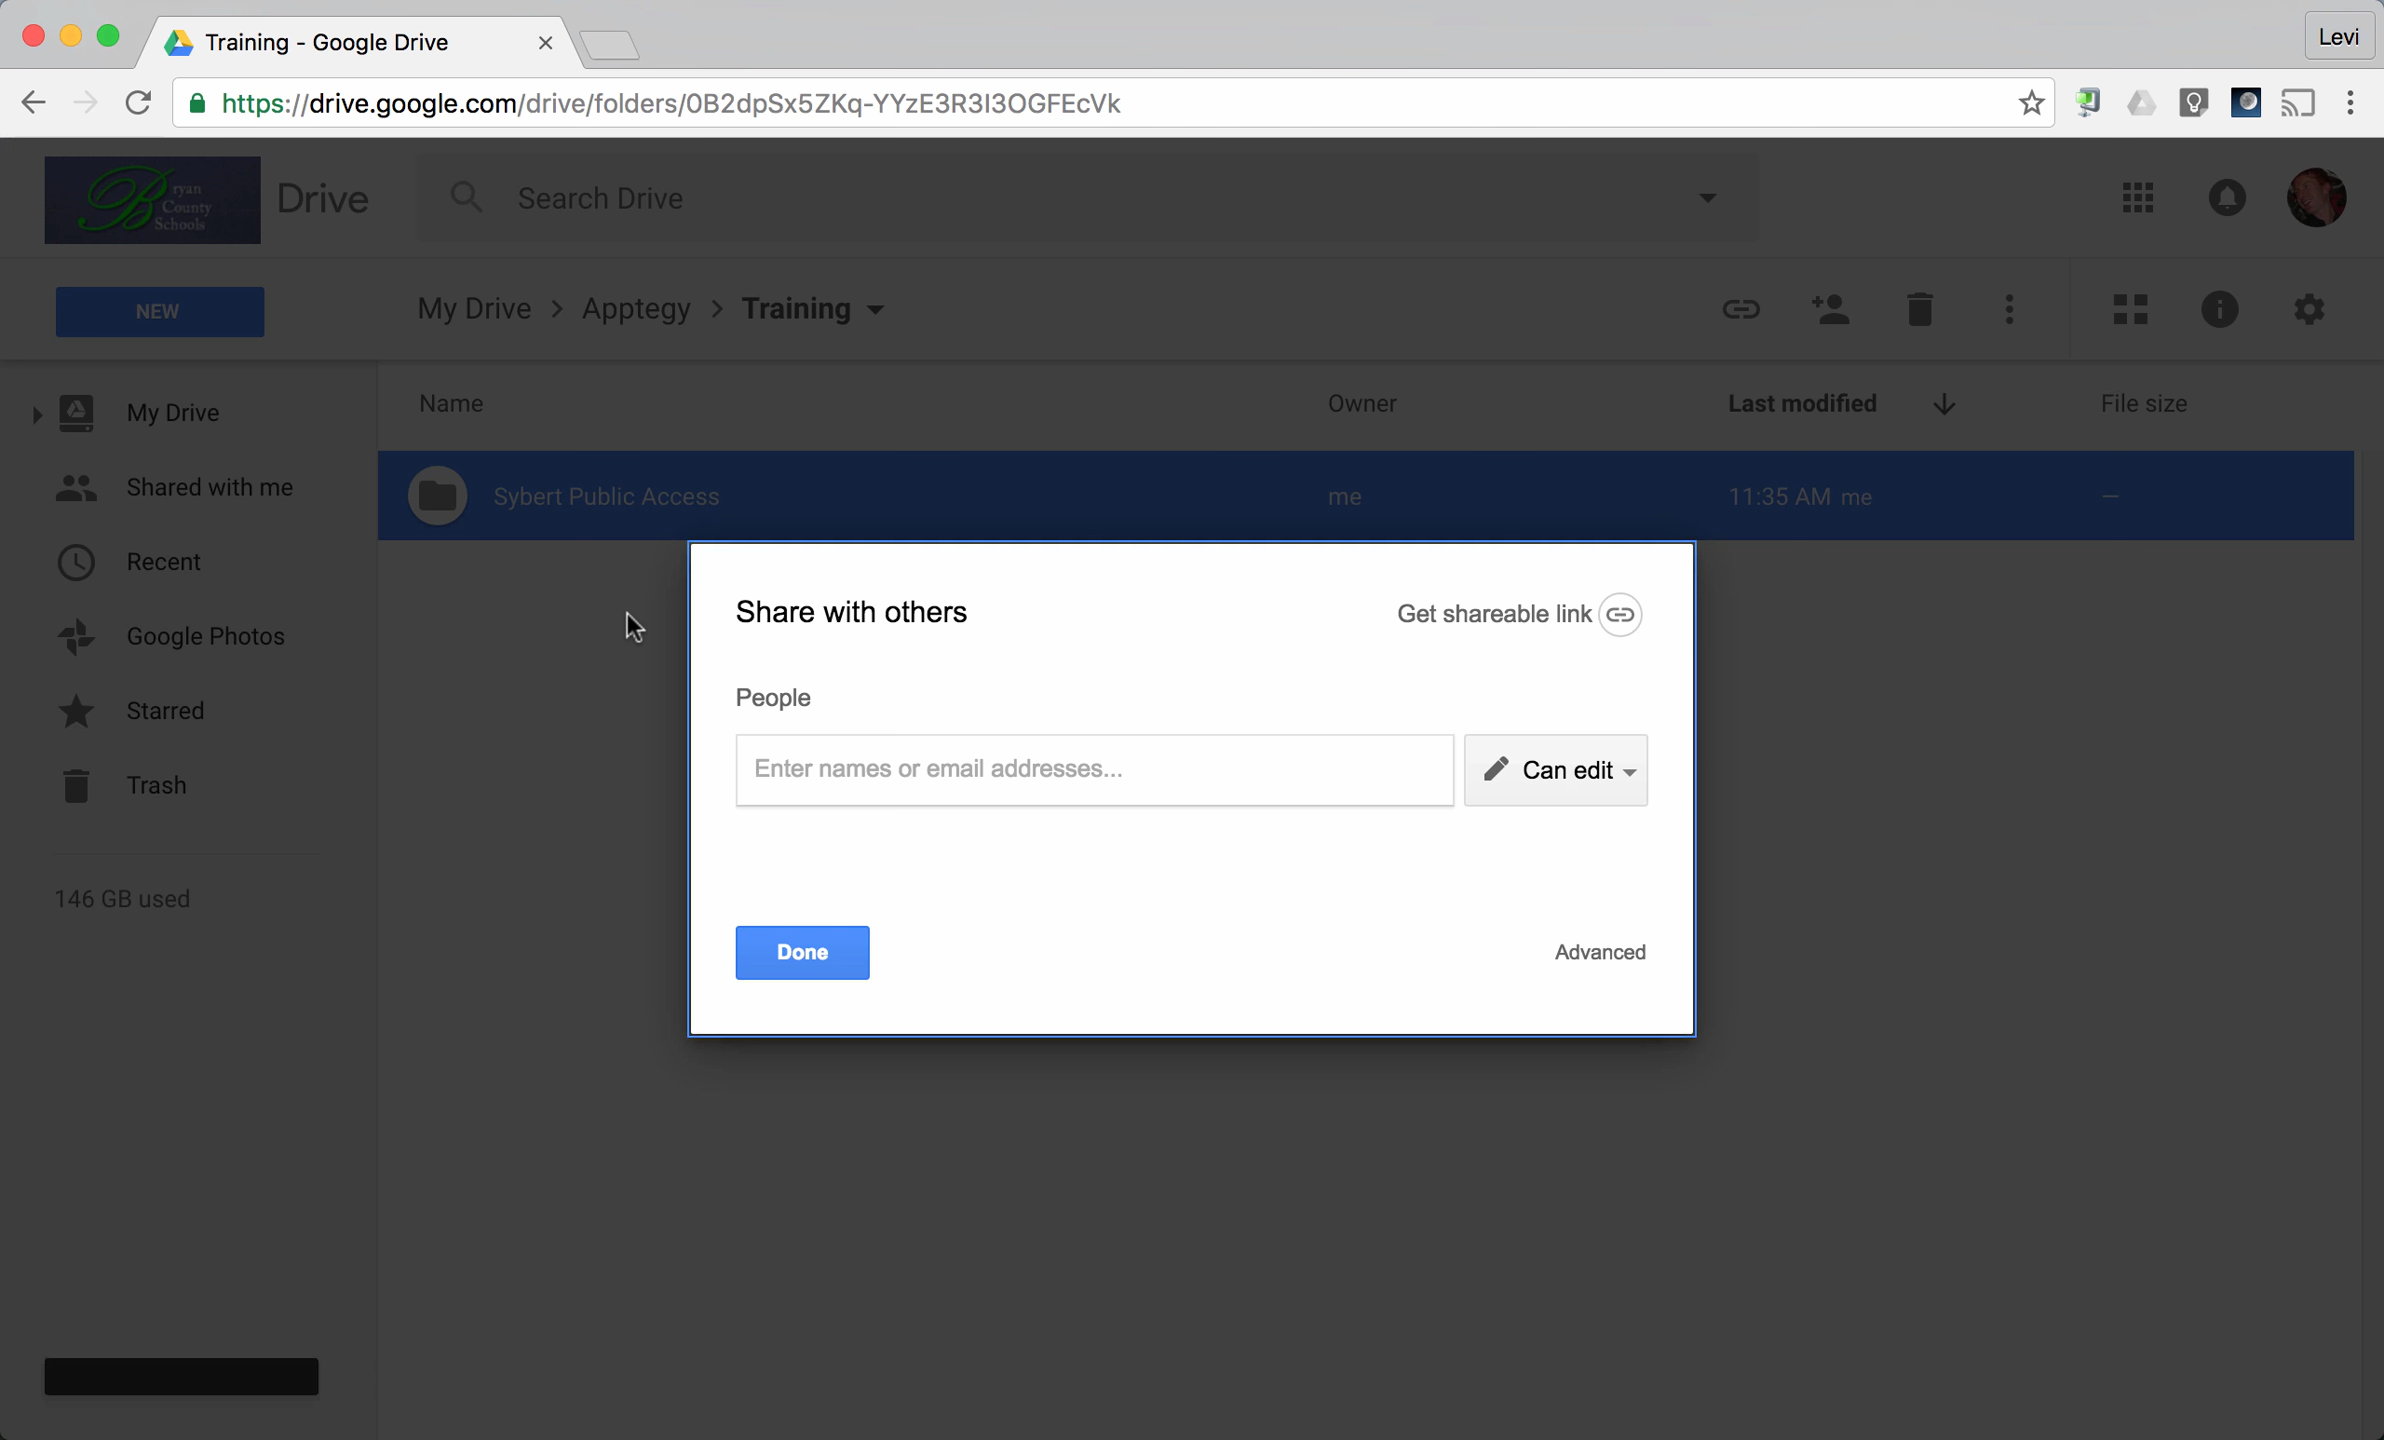 Training - Google Drive
Levi
https://drive.google.com/drive/folders/0B2dpSx5ZKq-YYzE3R3I3OGFEcVk
Bryan
County
Schools
Drive
Search Drive
NEW
My Drive > Apptegy > Training
My Drive
Shared with me
Recent
Google Photos
Starred
Trash
146 GB used
Name Owner Last modified File size
Sybert Public Access me 11:35 AM me —
Share with others
Get shareable link
People
Enter names or email addresses...
Can edit
Done
Advanced